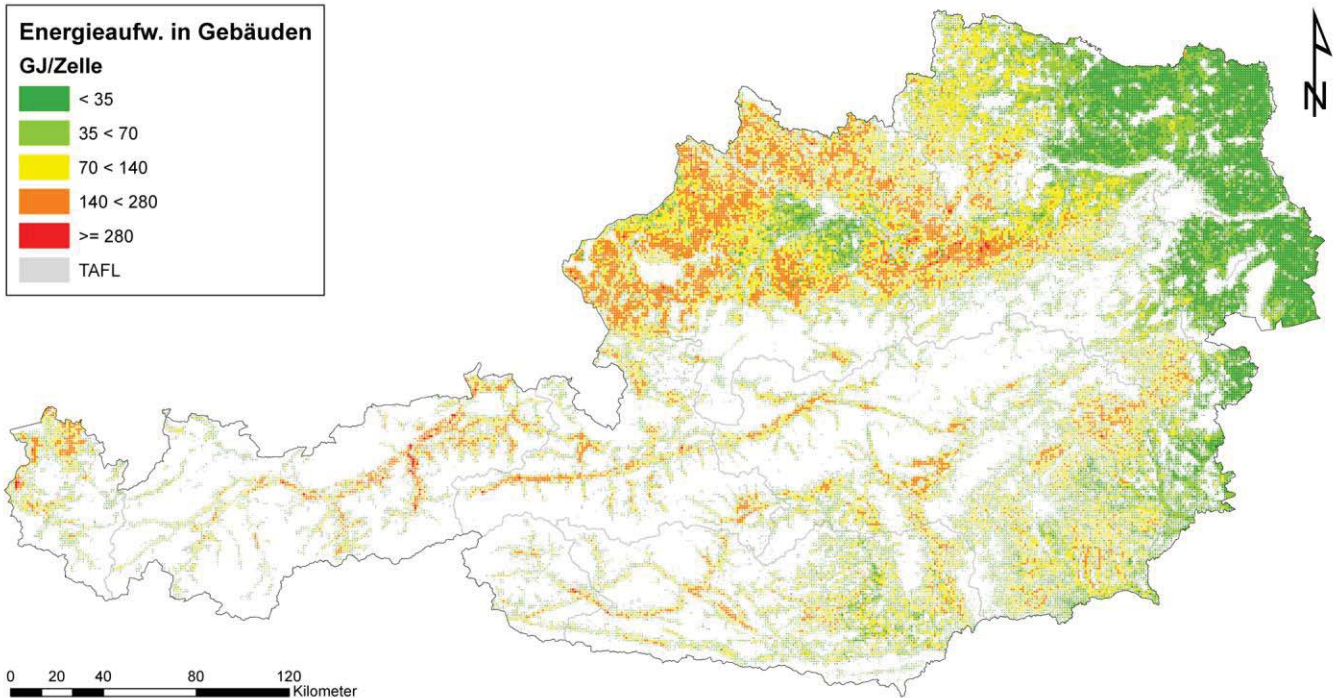 Energieaufw. in Gebäuden
GJ/Zelle
< 35
35 < 70
70 < 140
140 < 280
>= 280
TAFL
N
0 20 40 80 120
Kilometer